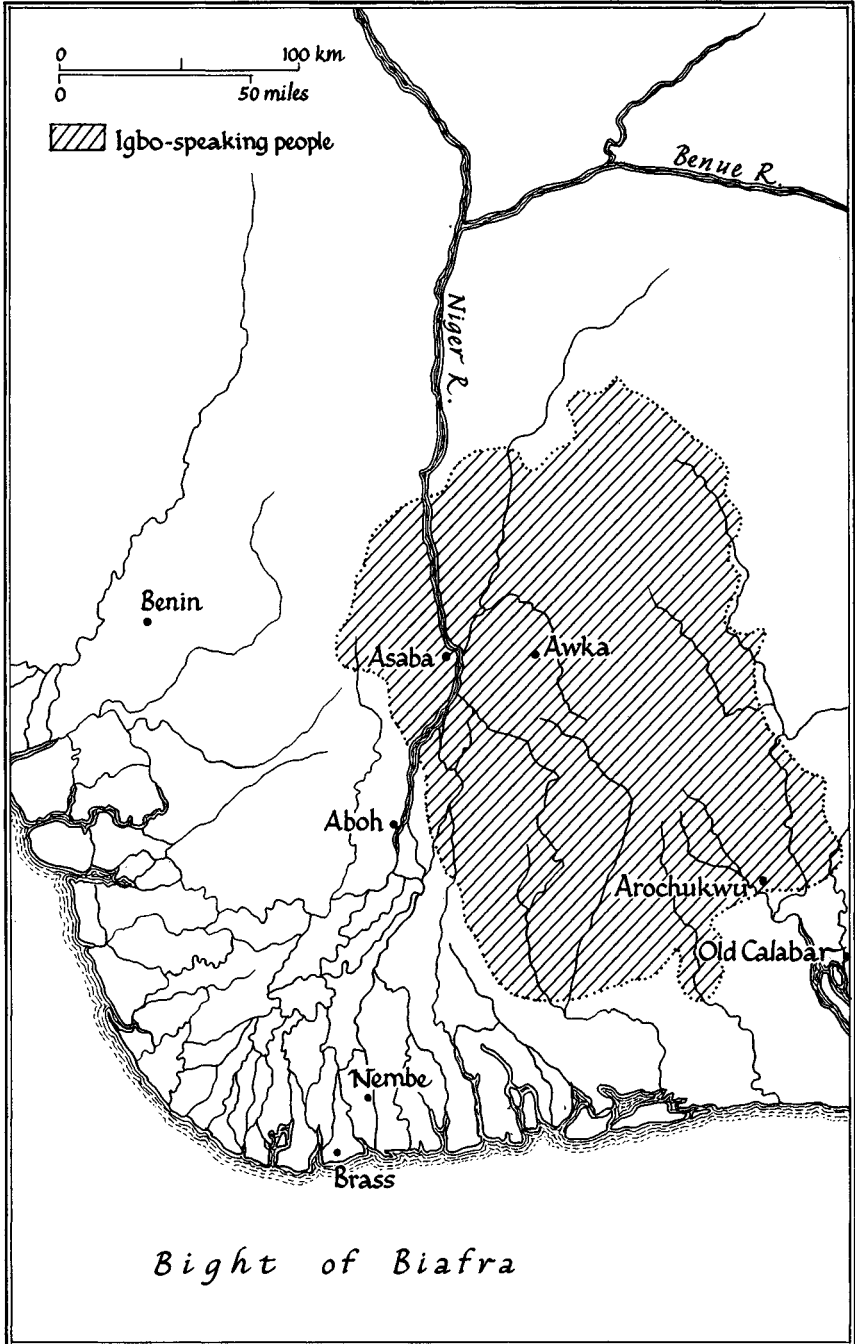 0 100 km
0 50 miles
Igbo-speaking people
Benue R.
Niger R.
Benin
Asaba
Awka
Aboh
Arochukwu
Old Calabar
Nembe
Brass
Bight of Biafra